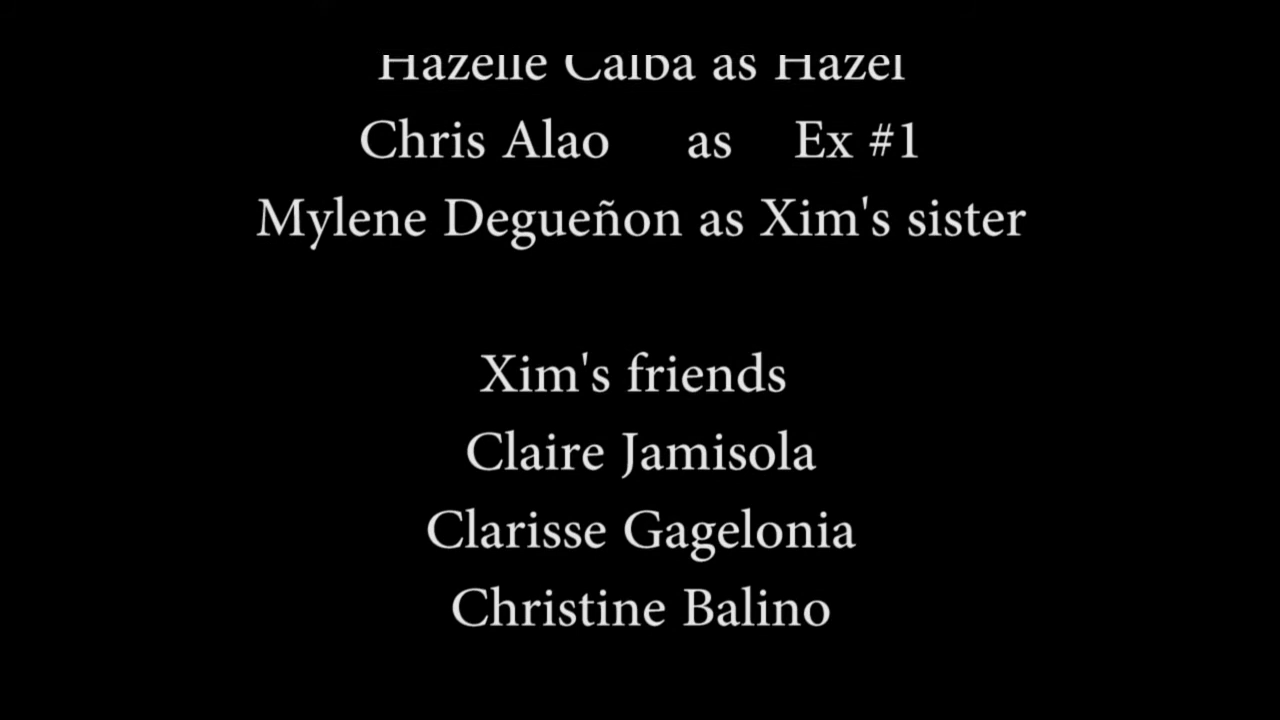 Hazelle Calba as Hazel
Chris Alao as Ex #1
Mylene Degueñon as Xim's sister
Xim's friends
Claire Jamisola
Clarisse Gagelonia
Christine Balino